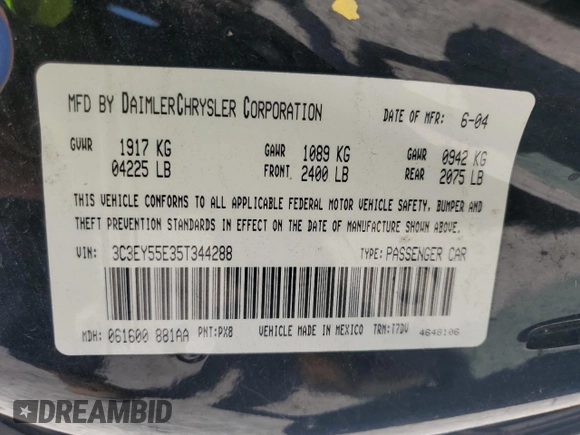 MFD BY DAIMLERCHRYSLER CORPORATION DATE OF MFR: 6-04
GVWR 1917 KG GAWR 1089 KG GAWR 0942 KG
04225 LB FRONT 2400 LB REAR 2075 LB
THIS VEHICLE CONFORMS TO ALL APPLICABLE FEDERAL MOTOR VEHICLE SAFETY, BUMPER AND
THEFT PREVENTION STANDARDS IN EFFECT ON THE DATE OF MANUFACTURE SHOWN ABOVE.
VIN: 3C3EY55E35T344288 TYPE: PASSENGER CAR
MDH: 061600 881AA PNT: PX8 VEHICLE MADE IN MEXICO TRM: T7DV 4648106
DREAMBID